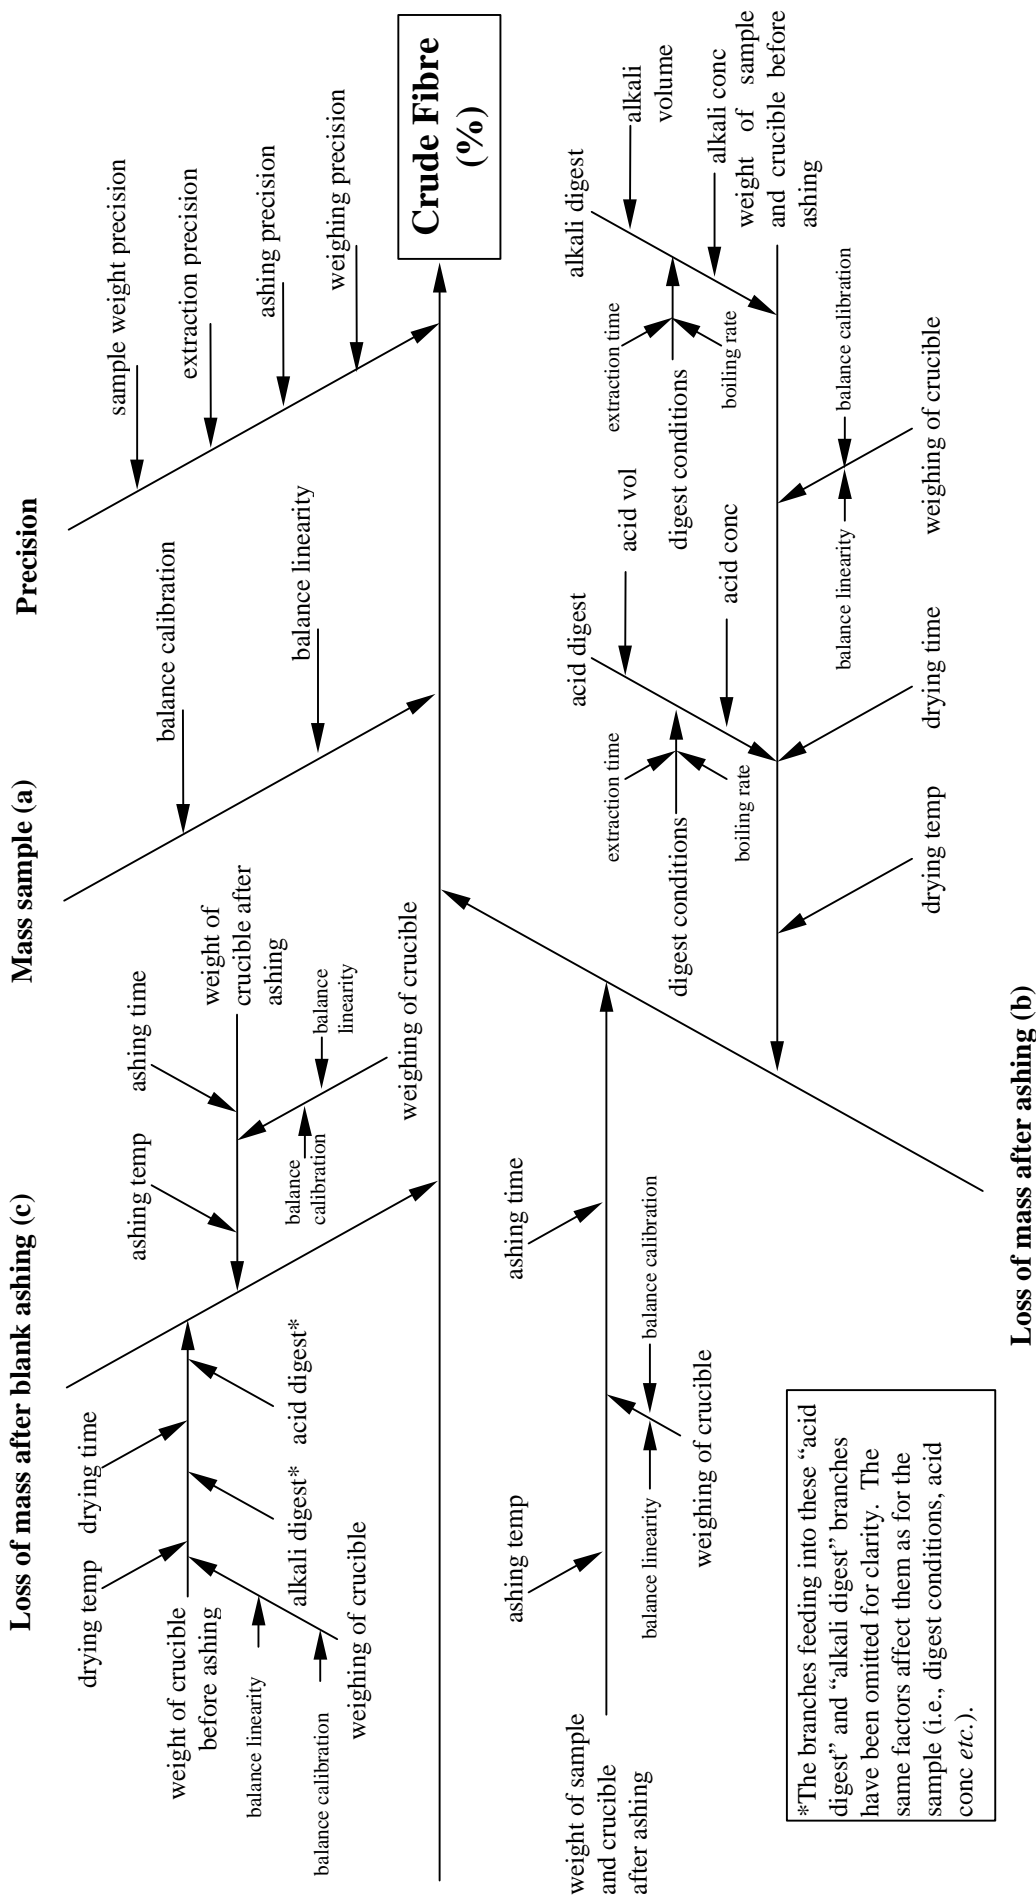 Loss of mass after blank ashing (c)
Mass sample (a)
Precision
drying temp
drying time
weight of crucible
before ashing
balance linearity
balance calibration
weighing of crucible
alkali digest*
acid digest*
ashing temp
ashing time
weight of
crucible after
ashing
balance
calibration
balance
linearity
weighing of crucible
balance calibration
balance linearity
sample weight precision
extraction precision
ashing precision
weighing precision
Crude Fibre
(%)
weight of sample
and crucible
after ashing
ashing temp
ashing time
balance linearity
balance calibration
weighing of crucible
acid digest
acid vol
extraction time
digest conditions
boiling rate
acid conc
alkali digest
alkali
volume
extraction time
digest conditions
boiling rate
alkali conc
weight of sample
and crucible before
ashing
drying temp
drying time
balance linearity
balance calibration
weighing of crucible
Loss of mass after ashing (b)
*The branches feeding into these “acid
digest” and “alkali digest” branches
have been omitted for clarity. The
same factors affect them as for the
sample (i.e., digest conditions, acid
conc etc.).